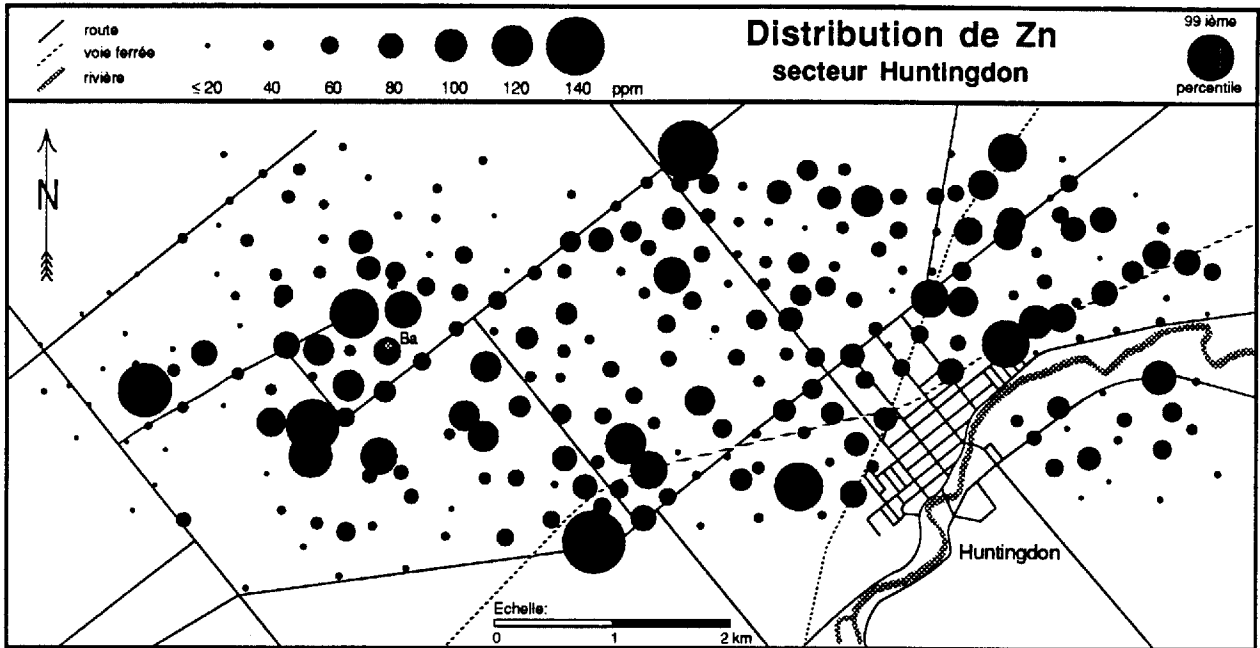 route
voie ferrée
rivière
≤ 20 40 60 80 100 120 140 ppm
Distribution de Zn
secteur Huntingdon
99 ième
percentile
N
Ba
Huntingdon
Echelle:
0 1 2 km